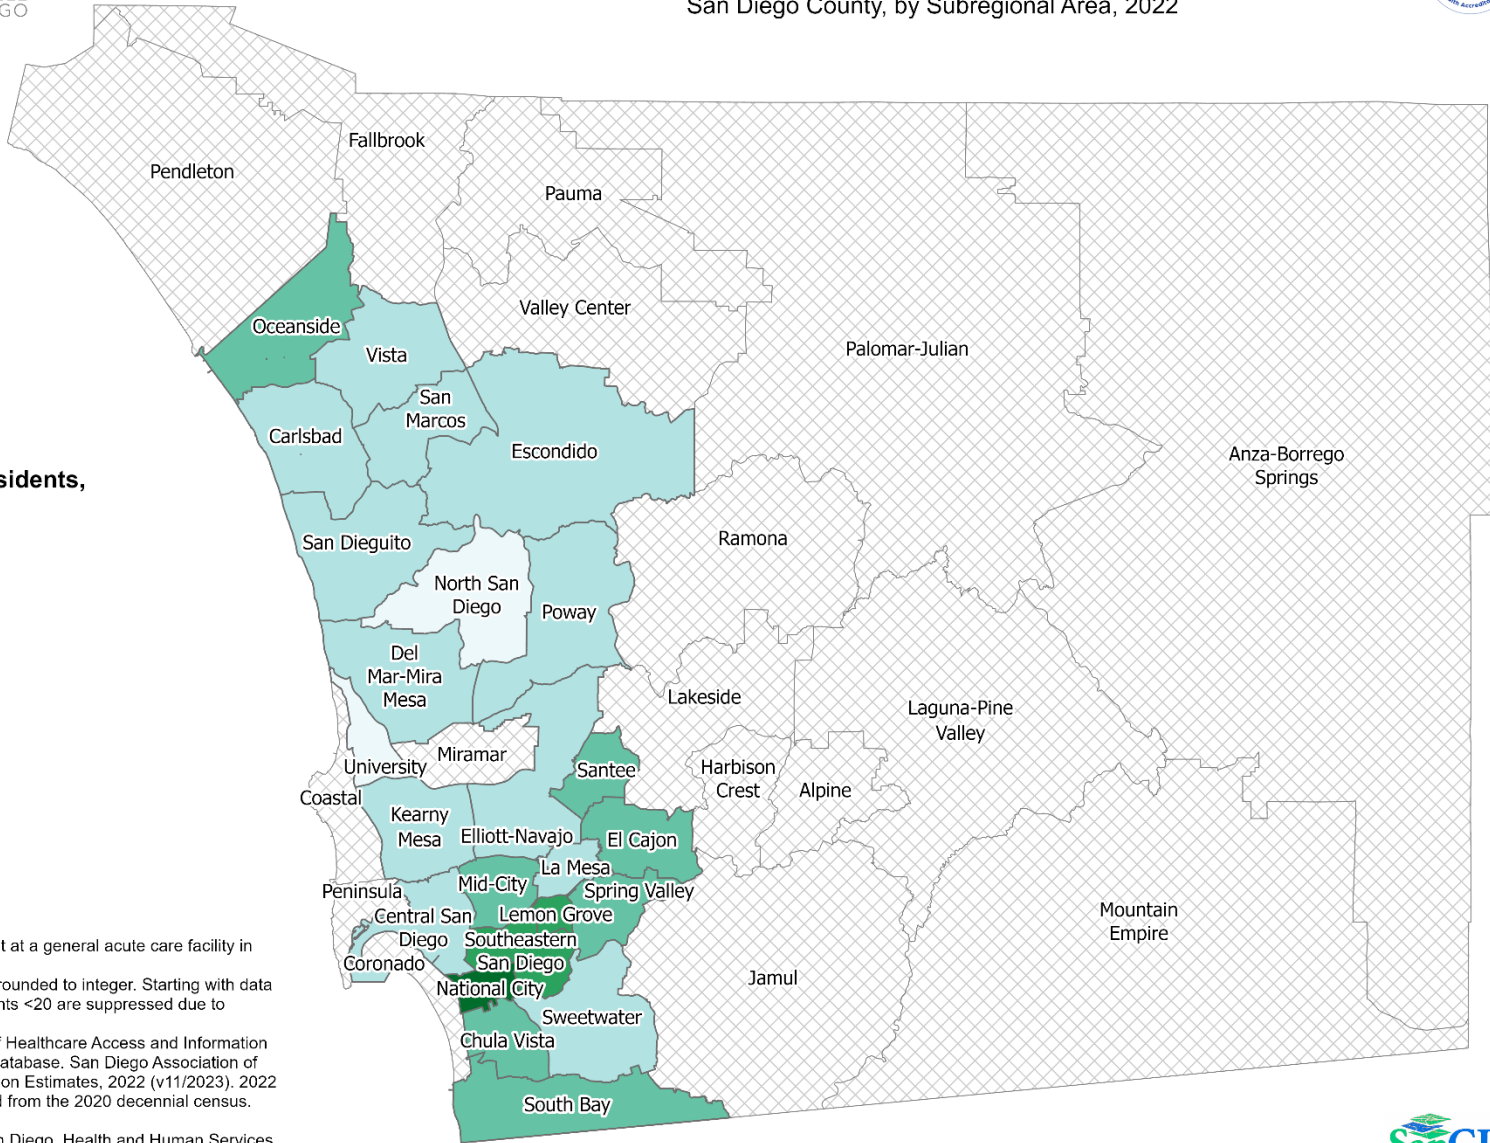 GO
San Diego County, by Subregional Area, 2022
Fallbrook
Pendleton
Pauma
Valley Center
Oceanside
Vista
Palomar-Julian
San
Marcos
Carlsbad
Escondido
Anza-Borrego
Springs
sidents,
Ramona
San Dieguito
North San
Diego
Poway
Del
Mar-Mira
Mesa
Lakeside
Laguna-Pine
Valley
Miramar
University
Santee
Harbison
Crest
Alpine
Coastal
Kearny
Mesa
Elliott-Navajo
El Cajon
La Mesa
Mid-City
Spring Valley
Peninsula
Central San
Diego
Lemon Grove
Mountain
Empire
Southeastern
San Diego
Coronado
National City
Jamul
Sweetwater
Chula Vista
South Bay
t at a general acute care facility in
rounded to integer. Starting with data
nts <20 are suppressed due to
f Healthcare Access and Information
atabase. San Diego Association of
on Estimates, 2022 (v11/2023). 2022
d from the 2020 decennial census.
n Diego, Health and Human Services